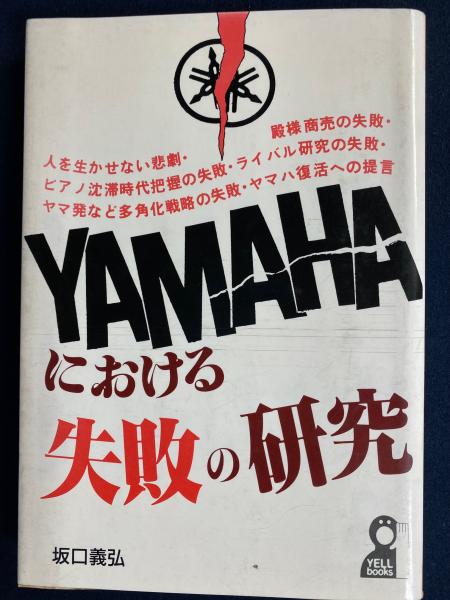 殿様商売の失敗・
人を生かせない悲劇・
ピアノ沈滞時代把握の失敗・ライバル研究の失敗・
ヤマ発など多角化戦略の失敗・ヤマハ復活への提言
YAMAHA
における
失敗の研究
坂口義弘
YELL
books